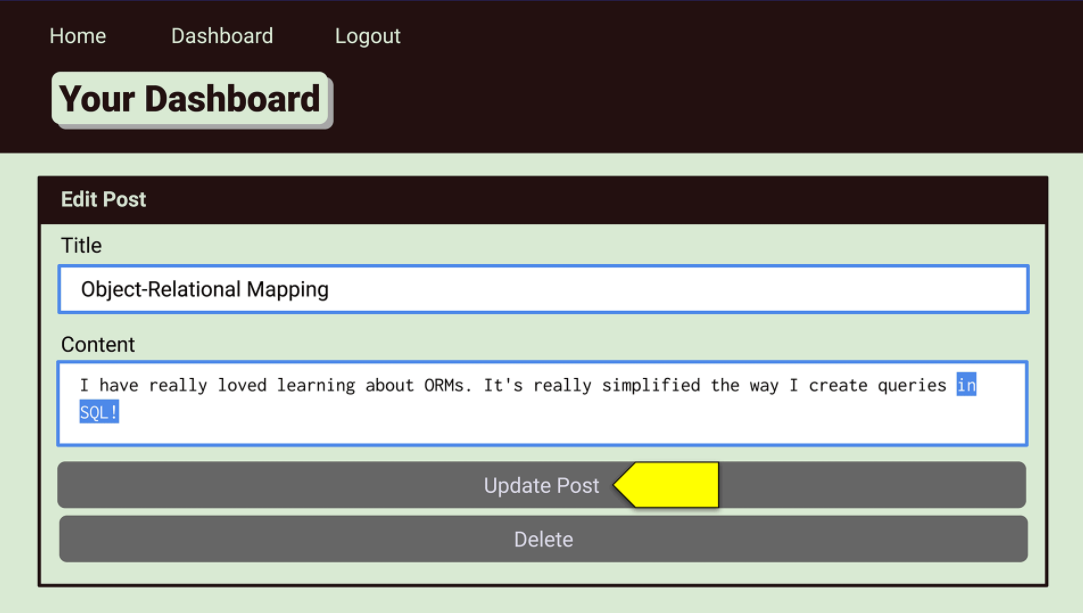 Home Dashboard Logout
Your Dashboard
Edit Post
Title
Object-Relational Mapping
Content
I have really loved learning about ORMs. It's really simplified the way I create queries in
SQL!
Update Post
Delete